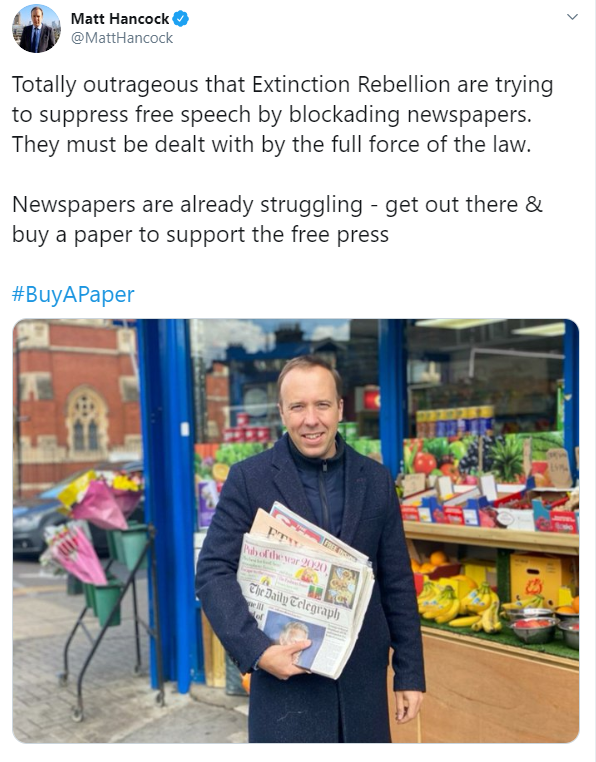 Matt Hancock
@MattHancock
Totally outrageous that Extinction Rebellion are trying
to suppress free speech by blockading newspapers.
They must be dealt with by the full force of the law.
Newspapers are already struggling - get out there &
buy a paper to support the free press
#BuyAPaper
Pub of the year 2020
The Daily Telegraph